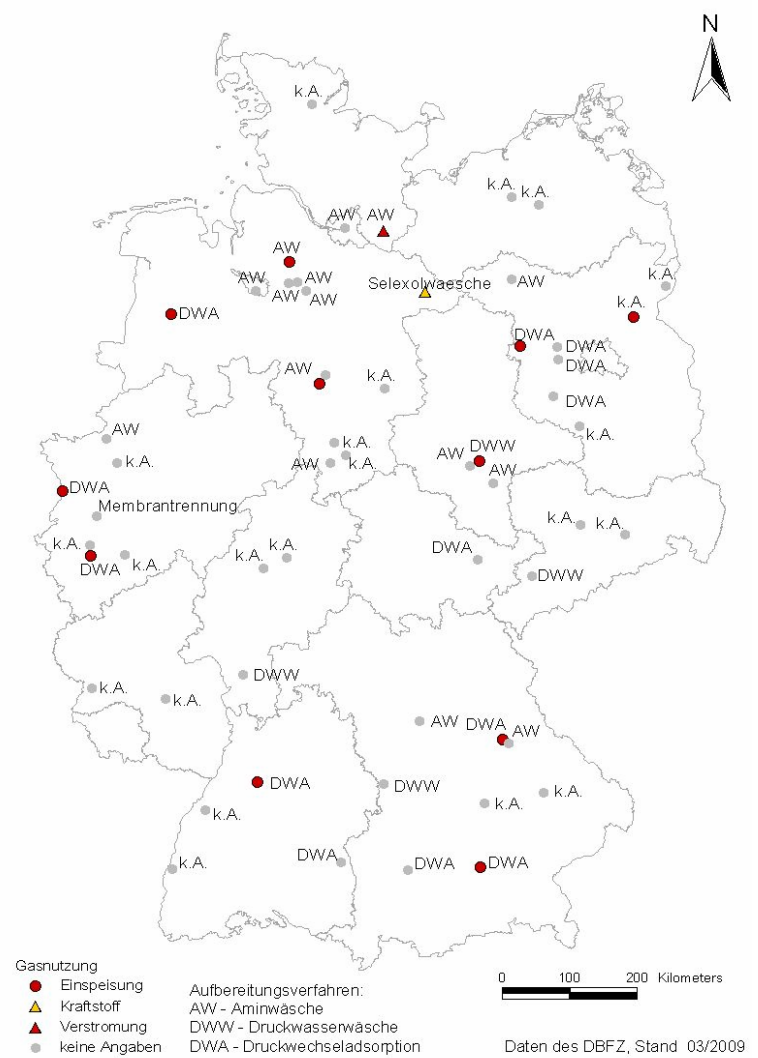 N
k.A.
k.A.
k.A.
AW
AW
AW
AW
AW
AW
AW
Selexolwaesche
AW
k.A.
k.A.
DWA
DWA
DWA
DWA
AW
k.A.
DWA
k.A.
AW
k.A.
k.A.
AW
k.A.
AW
DWW
AW
DWA
Membrantrennung
k.A.
DWA
k.A.
k.A.
k.A.
DWA
k.A.
k.A.
DWW
DWW
k.A.
k.A.
AW
DWA
AW
DWA
DWW
k.A.
k.A.
k.A.
k.A.
DWA
DWA
DWA
Gasnutzung
Einspeisung
Kraftstoff
Verstromung
keine Angaben
Aufbereitungsverfahren:
AW - Aminwäsche
DWW - Druckwasserwäsche
DWA - Druckwechseladsorption
0 100 200 Kilometers
Daten des DBFZ, Stand 03/2009